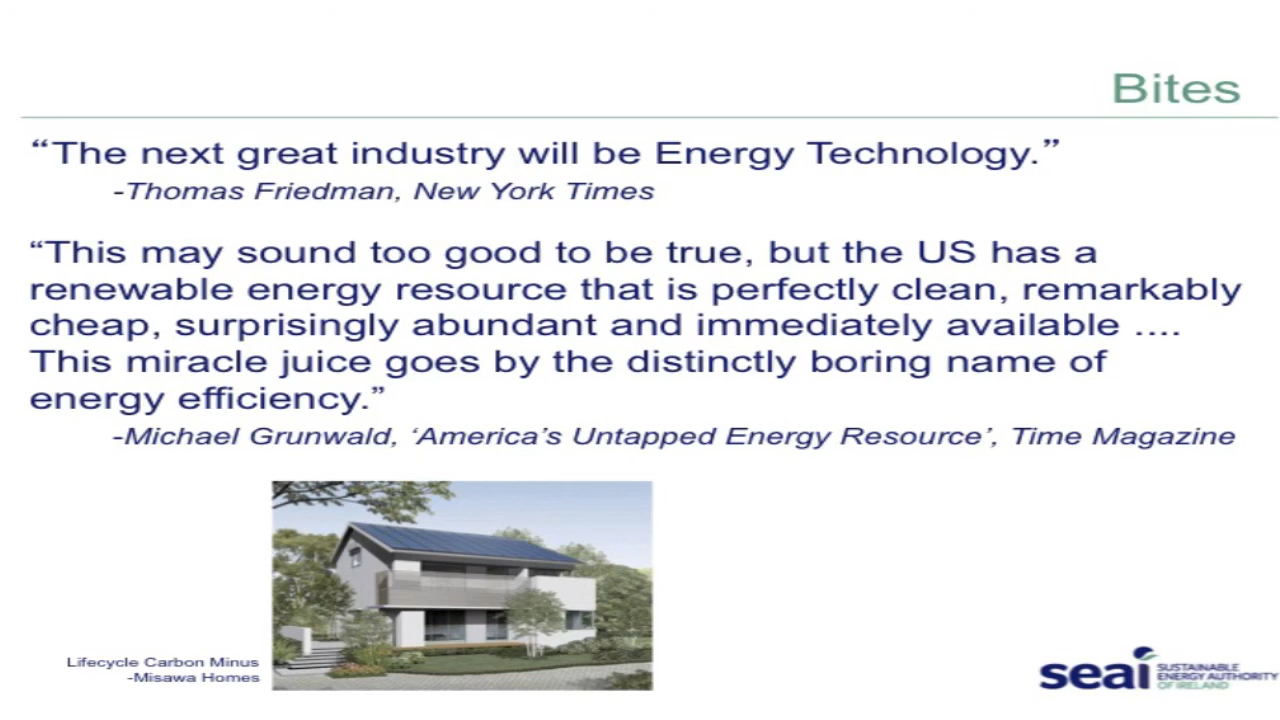 Bites
“The next great industry will be Energy Technology.”
-Thomas Friedman, New York Times
“This may sound too good to be true, but the US has a
renewable energy resource that is perfectly clean, remarkably
cheap, surprisingly abundant and immediately available ....
This miracle juice goes by the distinctly boring name of
energy efficiency.”
-Michael Grunwald, ‘America’s Untapped Energy Resource’, Time Magazine
Lifecycle Carbon Minus
-Misawa Homes
seai
SUSTAINABLE
ENERGY AUTHORITY
OF IRELAND